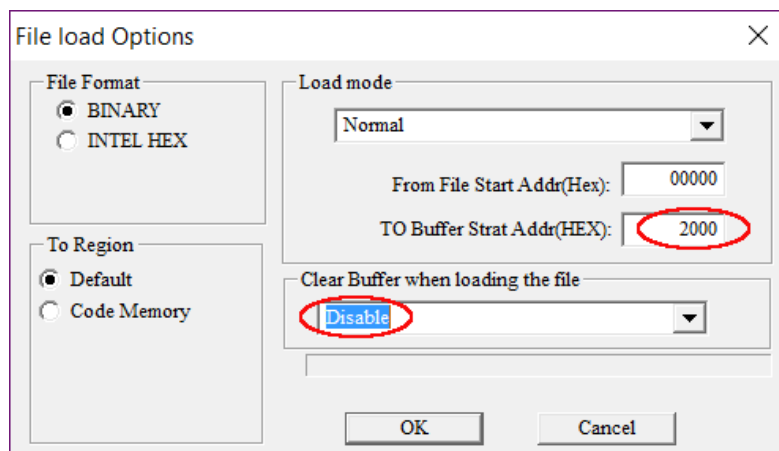 File load Options
File Format
BINARY
INTEL HEX
To Region
Default
Code Memory
Load mode
Normal
From File Start Addr(Hex): 00000
TO Buffer Strat Addr(HEX): 2000
Clear Buffer when loading the file
Disable
OK Cancel